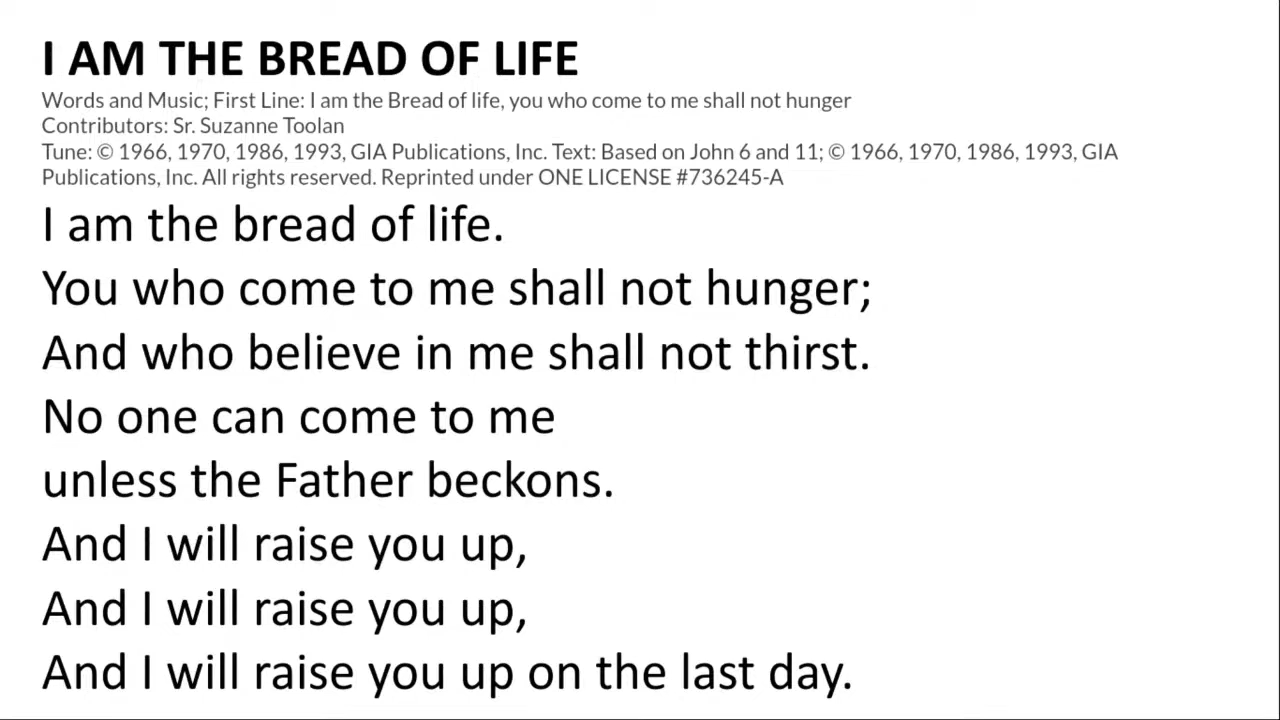 I AM THE BREAD OF LIFE
Words and Music; First Line: I am the Bread of life, you who come to me shall not hunger
Contributors: Sr. Suzanne Toolan
Tune: © 1966, 1970, 1986, 1993, GIA Publications, Inc. Text: Based on John 6 and 11; © 1966, 1970, 1986, 1993, GIA
Publications, Inc. All rights reserved. Reprinted under ONE LICENSE #736245-A
I am the bread of life.
You who come to me shall not hunger;
And who believe in me shall not thirst.
No one can come to me
unless the Father beckons.
And I will raise you up,
And I will raise you up,
And I will raise you up on the last day.